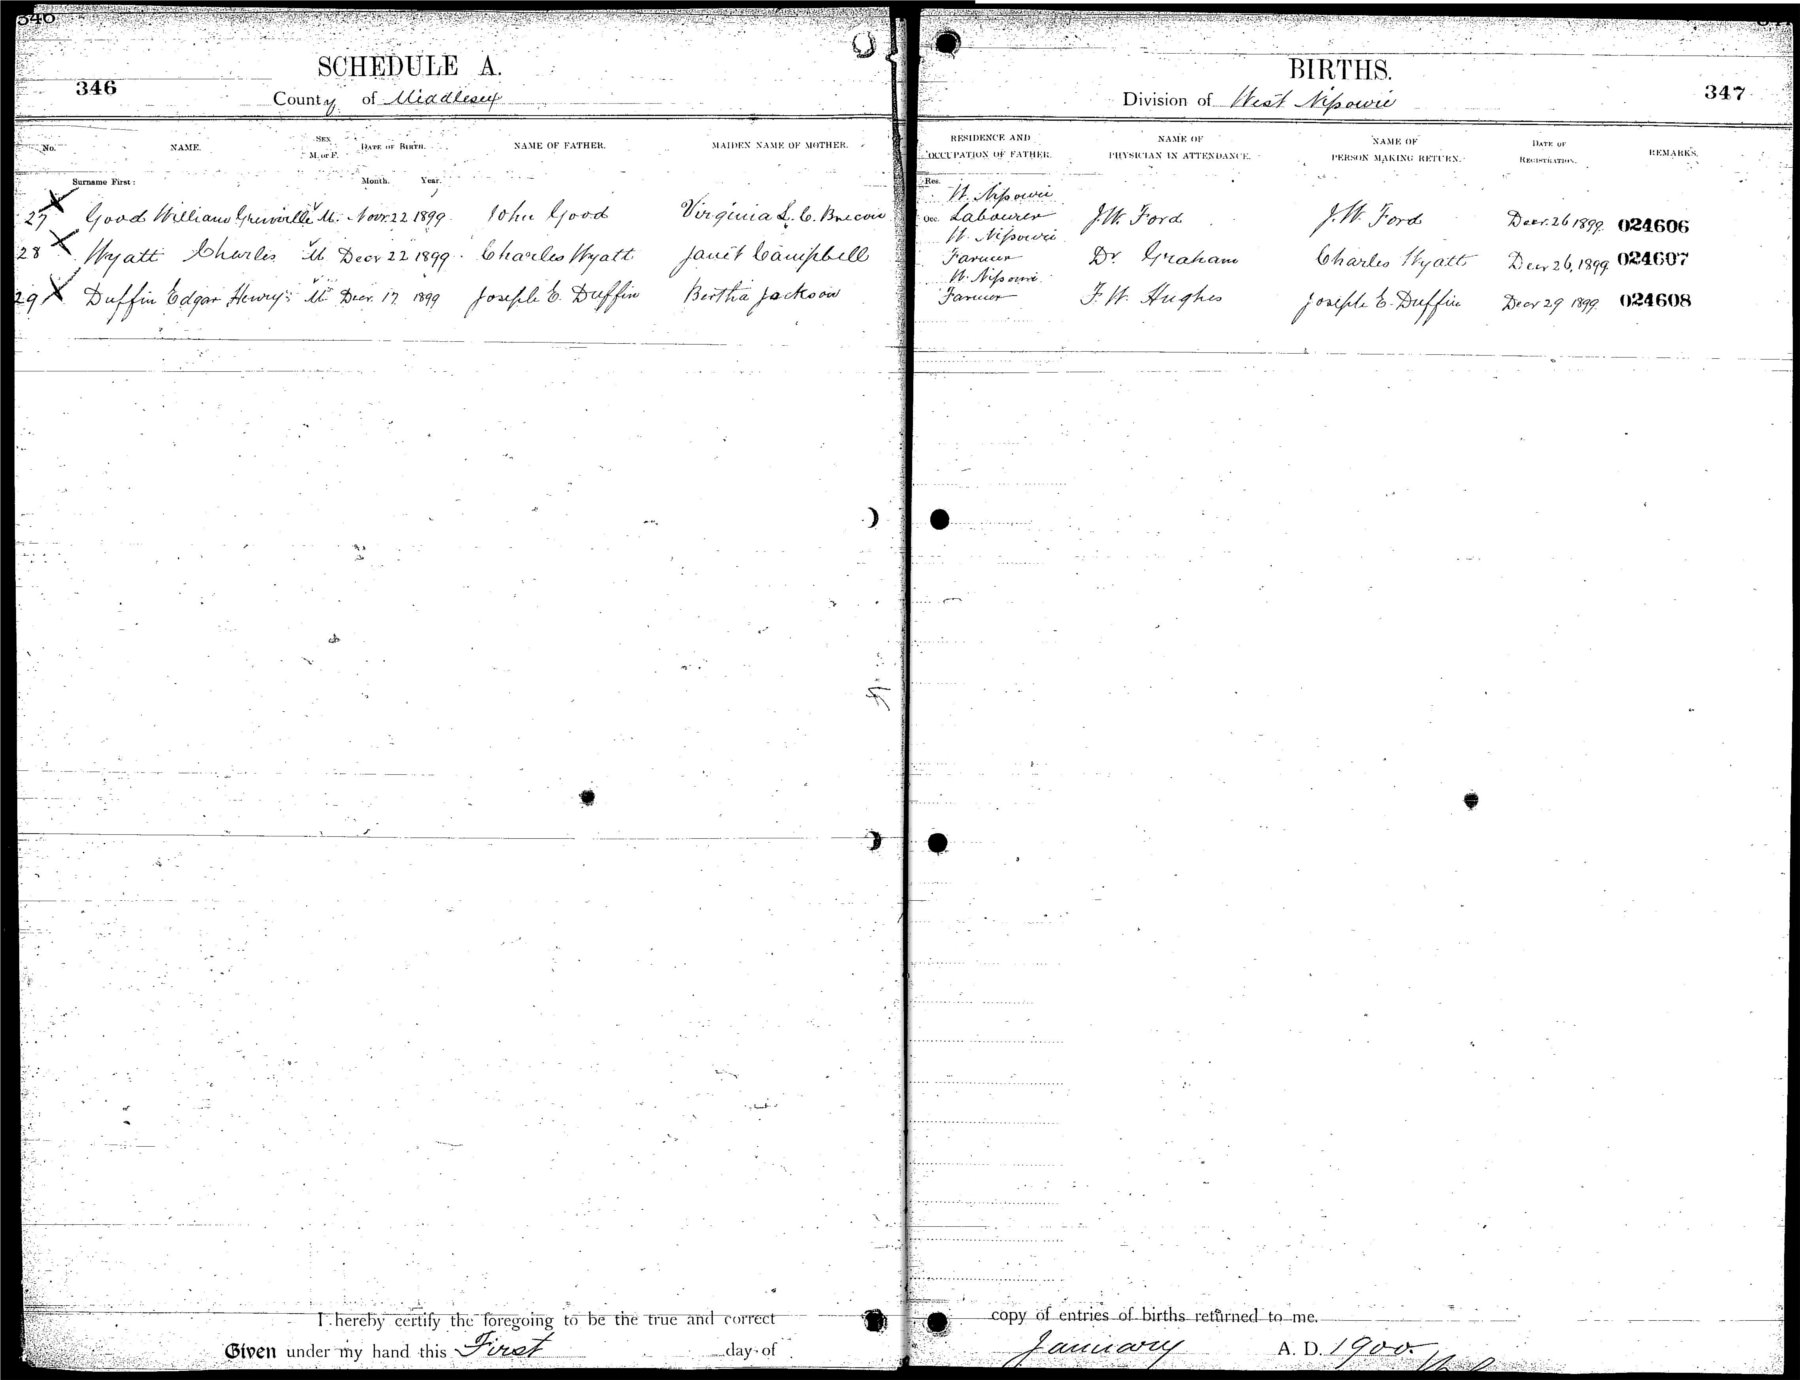 346
SCHEDULE A.
County of Middlesex
No. NAME. SEX M. or F. DATE OF BIRTH. NAME OF FATHER. MAIDEN NAME OF MOTHER.
Surname First: Month. Year.
27 Good William Grenville M. Novr. 22 1899 John Good Virginia L. C.
28 Wyatt Charles M Decr 22 1899 Charles Wyatt Janet Campbell
29 Duffin Edgar Henry M Decr. 17 1899 Joseph E. Duffin Bertha Jackson
I hereby certify the foregoing to be the true and correct
Given under my hand this First day of
BIRTHS.
347
Division of West Nissouri
RESIDENCE AND OCCUPATION OF FATHER. NAME OF PHYSICIAN IN ATTENDANCE. NAME OF PERSON MAKING RETURN. DATE OF REGISTRATION. REMARKS.
Res. W. Nissouri
Occ. Labourer J. W. Ford J. W. Ford Decr. 26 1899 024606
W. Nissouri
Farmer Dr Graham Charles Wyatt Decr 26, 1899 024607
W. Nissouri
Farmer F. W. Hughes Joseph E. Duffin Decr 29 1899 024608
copy of entries of births returned to me.
January A. D. 1900.